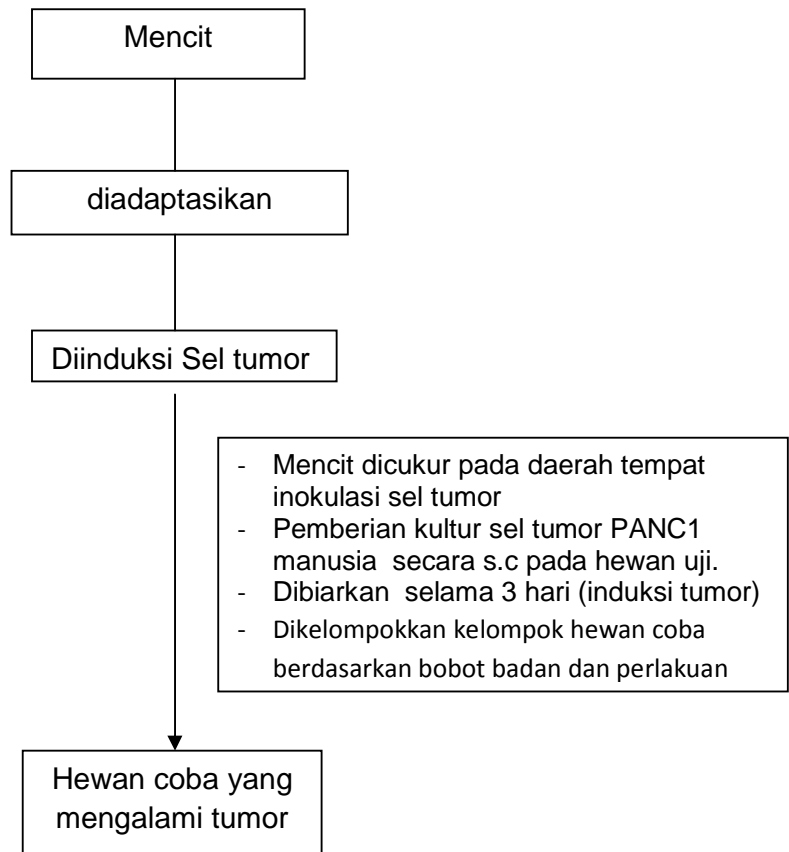 Mencit
diadaptasikan
Diinduksi Sel tumor
- Mencit dicukur pada daerah tempat
inokulasi sel tumor
- Pemberian kultur sel tumor PANC1
manusia secara s.c pada hewan uji.
- Dibiarkan selama 3 hari (induksi tumor)
- Dikelompokkan kelompok hewan coba
berdasarkan bobot badan dan perlakuan
Hewan coba yang
mengalami tumor